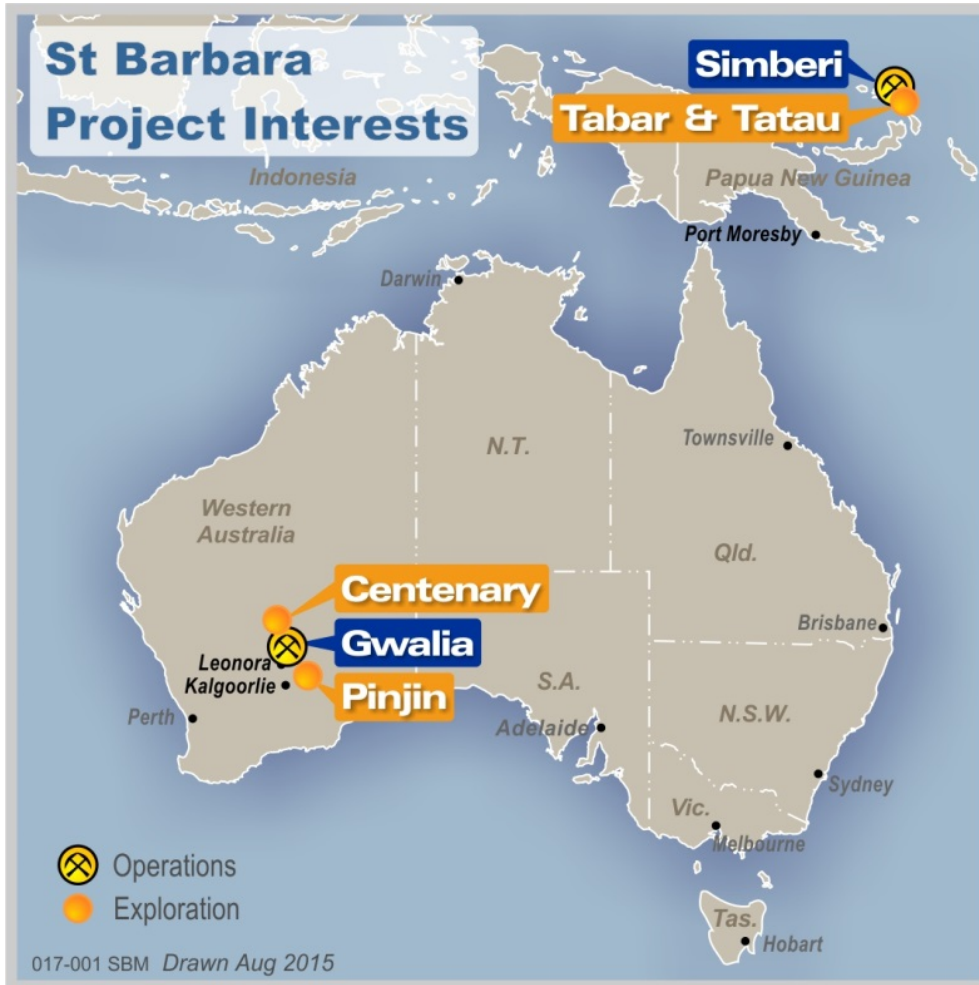 St Barbara
Project Interests
Simberi
Tabar & Tatau
Indonesia
Papua New Guinea
Port Moresby
Darwin
Townsville
N.T.
Western
Australia
Qld.
Centenary
Brisbane
Gwalia
Leonora
Kalgoorlie
Pinjin
S.A.
N.S.W.
Perth
Adelaide
Sydney
Vic.
Melbourne
Operations
Exploration
Tas.
Hobart
017-001 SBM Drawn Aug 2015